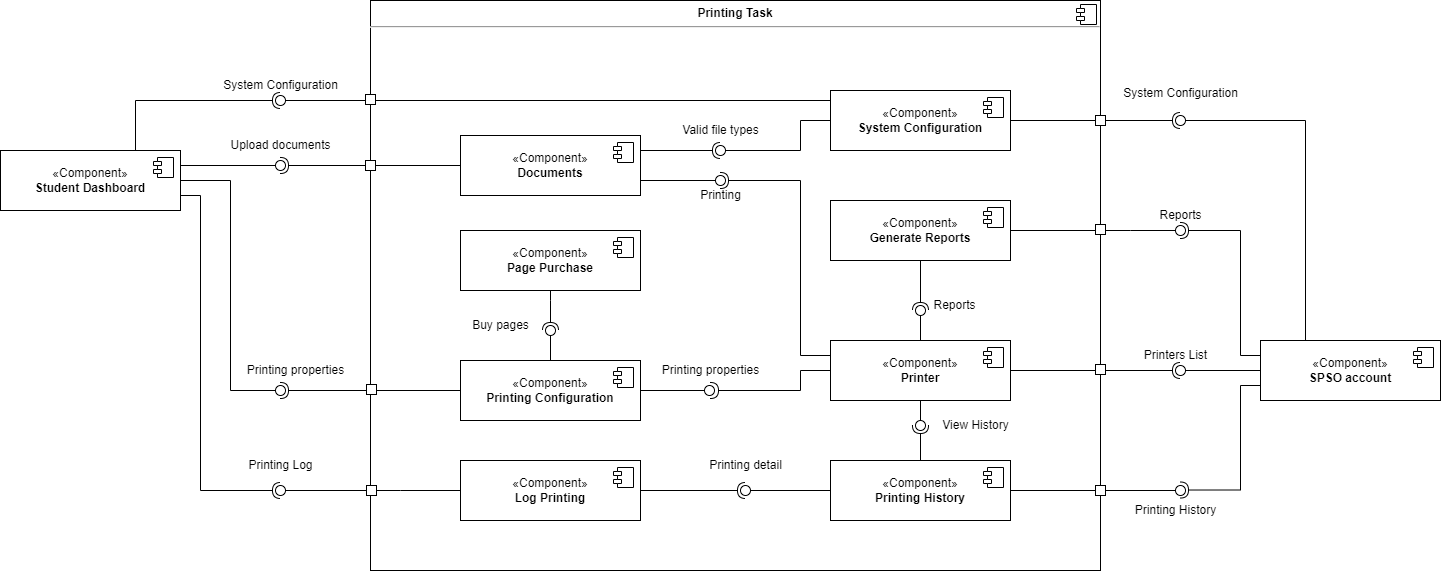 Printing Task
System Configuration
System Configuration
«Component»
System Configuration
Valid file types
Upload documents
«Component»
Documents
«Component»
Student Dashboard
Printing
Reports
«Component»
Generate Reports
«Component»
Page Purchase
Reports
Buy pages
Printers List
Printing properties
Printing properties
«Component»
Printer
«Component»
SPSO account
«Component»
Printing Configuration
View History
Printing Log
Printing detail
«Component»
Log Printing
«Component»
Printing History
Printing History